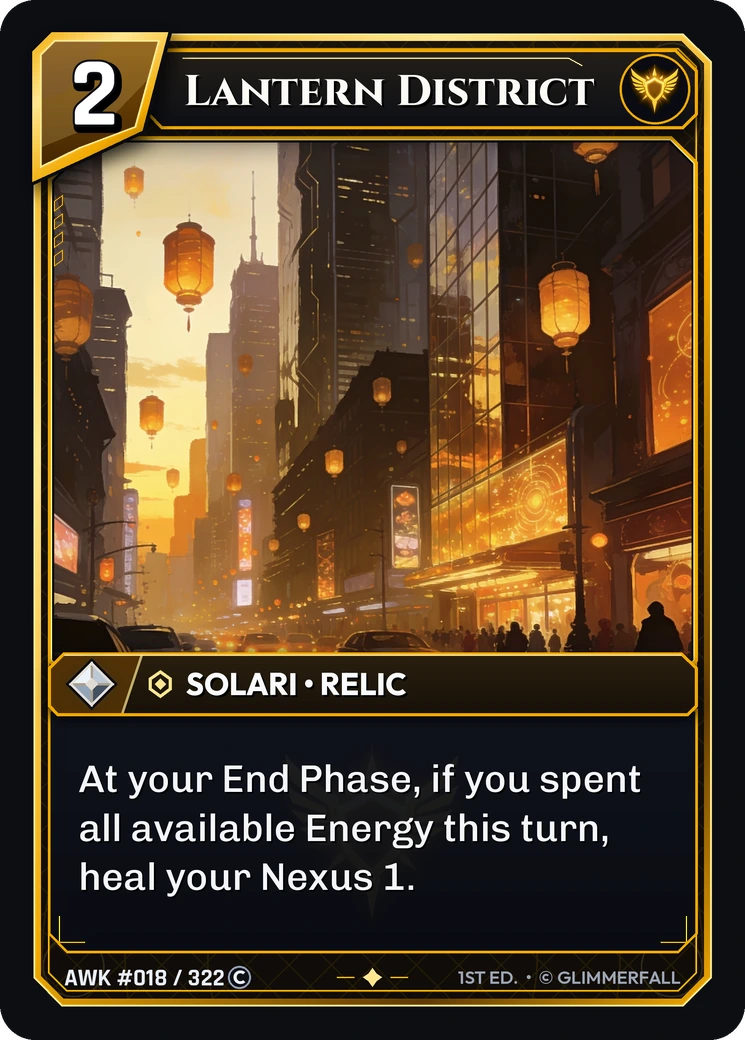 2
LANTERN DISTRICT
SOLARI • RELIC
At your End Phase, if you spent
all available Energy this turn,
heal your Nexus 1.
AWK #018 / 322 Ⓒ
1ST ED. • © GLIMMERFALL